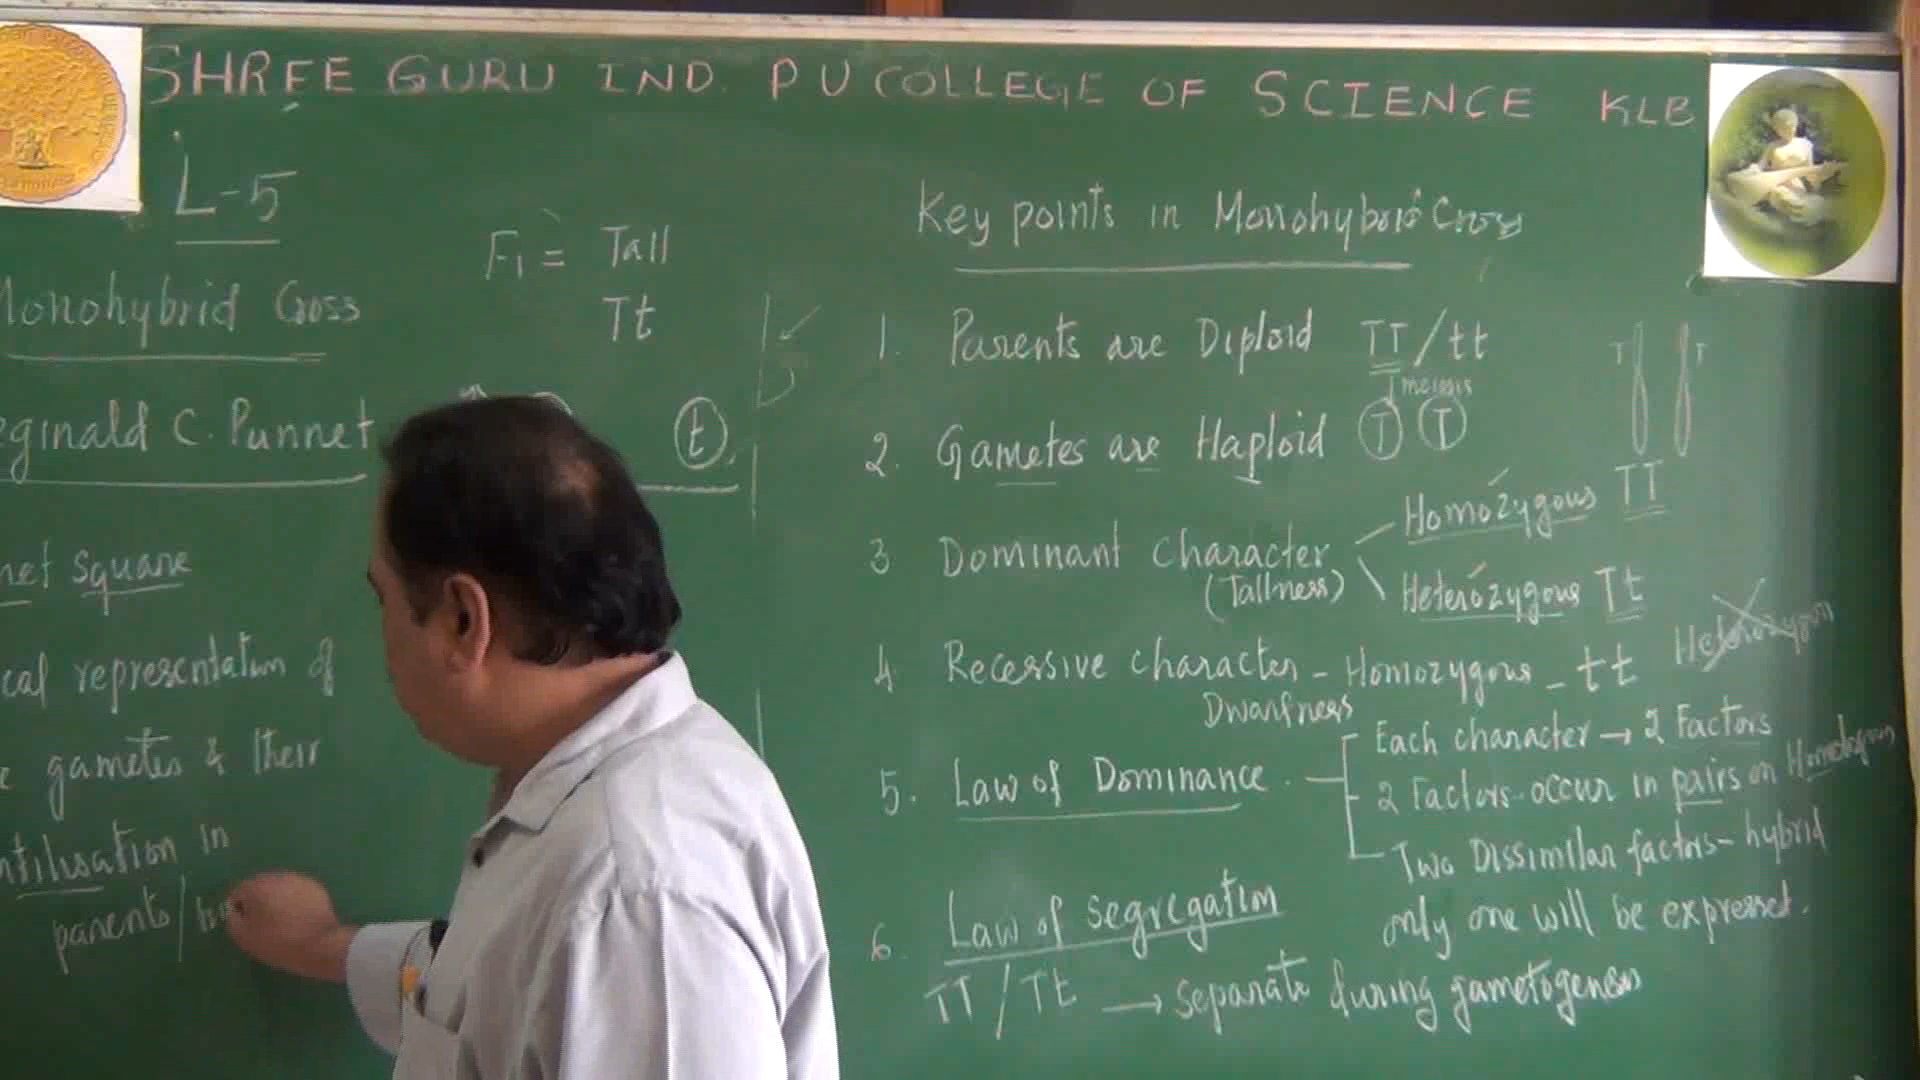 SHREE GURU IND. PU COLLEGE OF SCIENCE KLB
L-5
Monohybrid Cross
eginald C. Punnet
net square
cal representation of
gametes & their
rtilisation in
parents/
F1 = Tall
Tt
t
Key points in Monohybrid Cross
1. Parents are Diploid TT/tt
meiosis
2. Gametes are Haploid T T
T T
TT
3 Dominant character
(Tallness)
Homozygous
Heterozygous Tt
4 Recessive character - Homozygous - tt
Dwarfness
Heterozygon
5. Law of Dominance.
Each character → 2 Factors
2 Factors occur in pairs on Homologous
Two Dissimilar factors - hybrid
only one will be expressed.
6. Law of segregation
TT/Tt → separate during gametogenesis